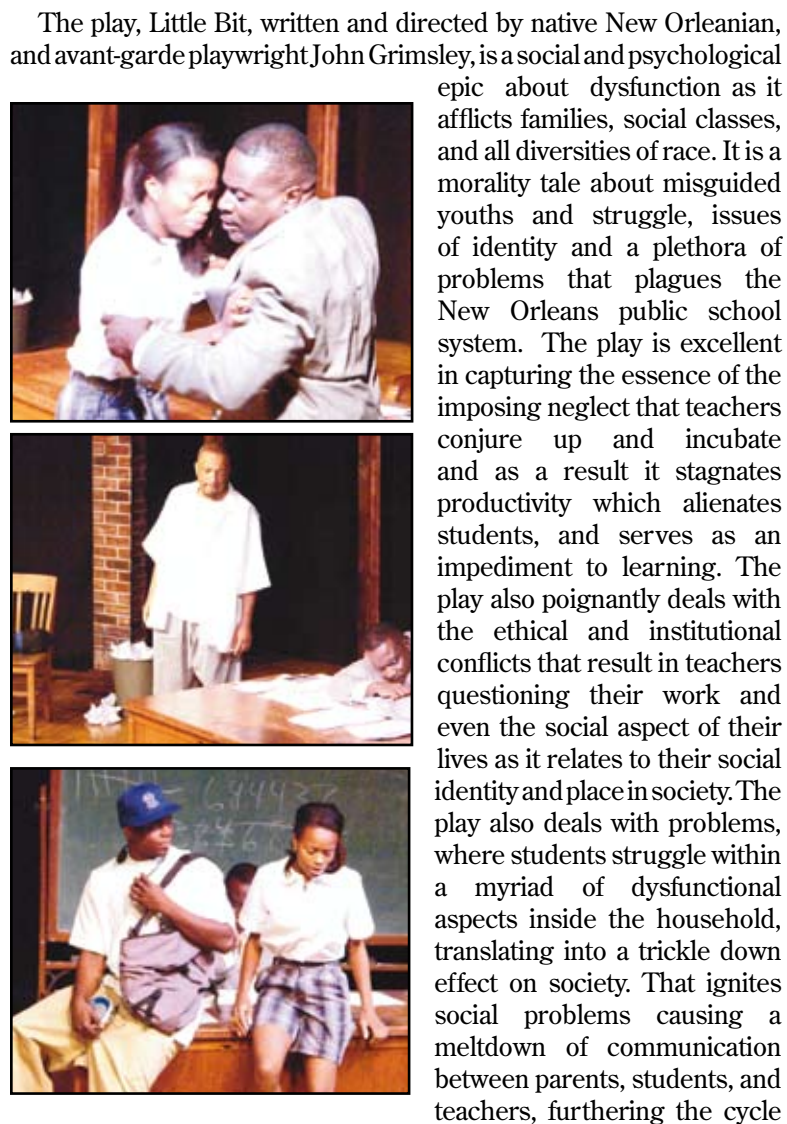 The play, Little Bit, written and directed by native New Orleanian,
and avant-garde playwright John Grimsley, is a social and psychological
epic about dysfunction as it
afflicts families, social classes,
and all diversities of race. It is a
morality tale about misguided
youths and struggle, issues
of identity and a plethora of
problems that plagues the
New Orleans public school
system. The play is excellent
in capturing the essence of the
imposing neglect that teachers
conjure up and incubate
and as a result it stagnates
productivity which alienates
students, and serves as an
impediment to learning. The
play also poignantly deals with
the ethical and institutional
conflicts that result in teachers
questioning their work and
even the social aspect of their
lives as it relates to their social
identity and place in society. The
play also deals with problems,
where students struggle within
a myriad of dysfunctional
aspects inside the household,
translating into a trickle down
effect on society. That ignites
social problems causing a
meltdown of communication
between parents, students, and
teachers, furthering the cycle